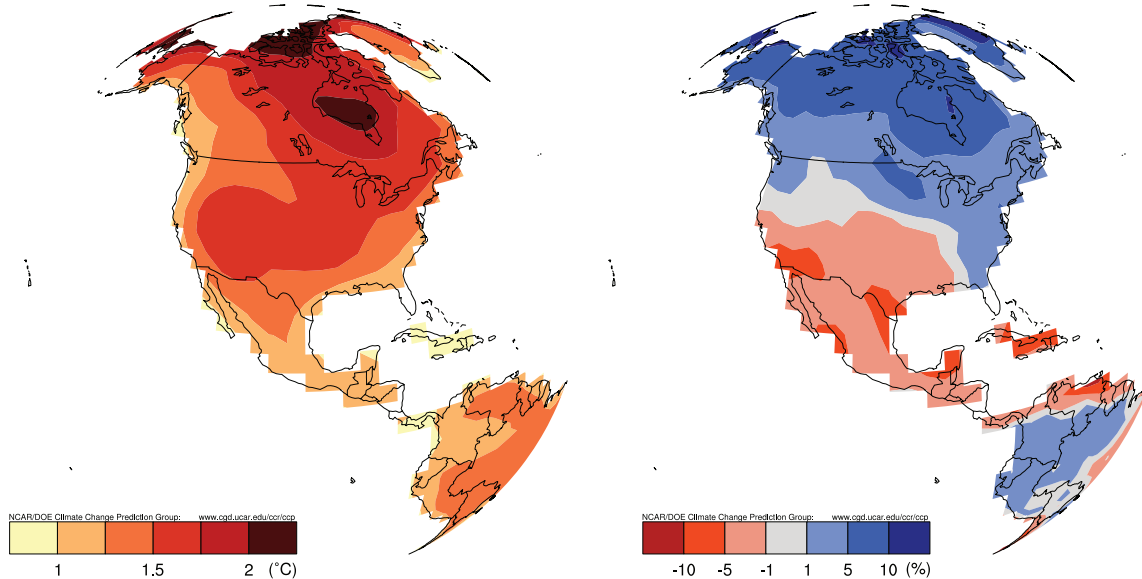 NCAR/DOE Climate Change Prediction Group: www.cgd.ucar.edu/ccr/ccp
1 1.5 2 (°C)
NCAR/DOE Climate Change Prediction Group: www.cgd.ucar.edu/ccr/ccp
-10 -5 -1 1 5 10 (%)